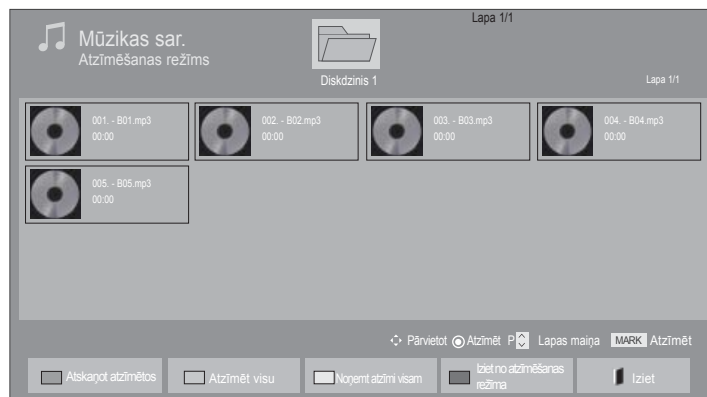 Lapa 1/1
Mūzikas sar.
Atzīmēšanas režīms
Diskdzinis 1
Lapa 1/1
001. - B01.mp3
00:00
002. - B02.mp3
00:00
003. - B03.mp3
00:00
004. - B04.mp3
00:00
005. - B05.mp3
00:00
Pārvietot Atzīmēt P Lapas maiņa MARK Atzīmēt
Atskaņot atzīmētos
Atzīmēt visu
Noņemt atzīmi visam
Iziet no atzīmēšanas
režīma
Iziet